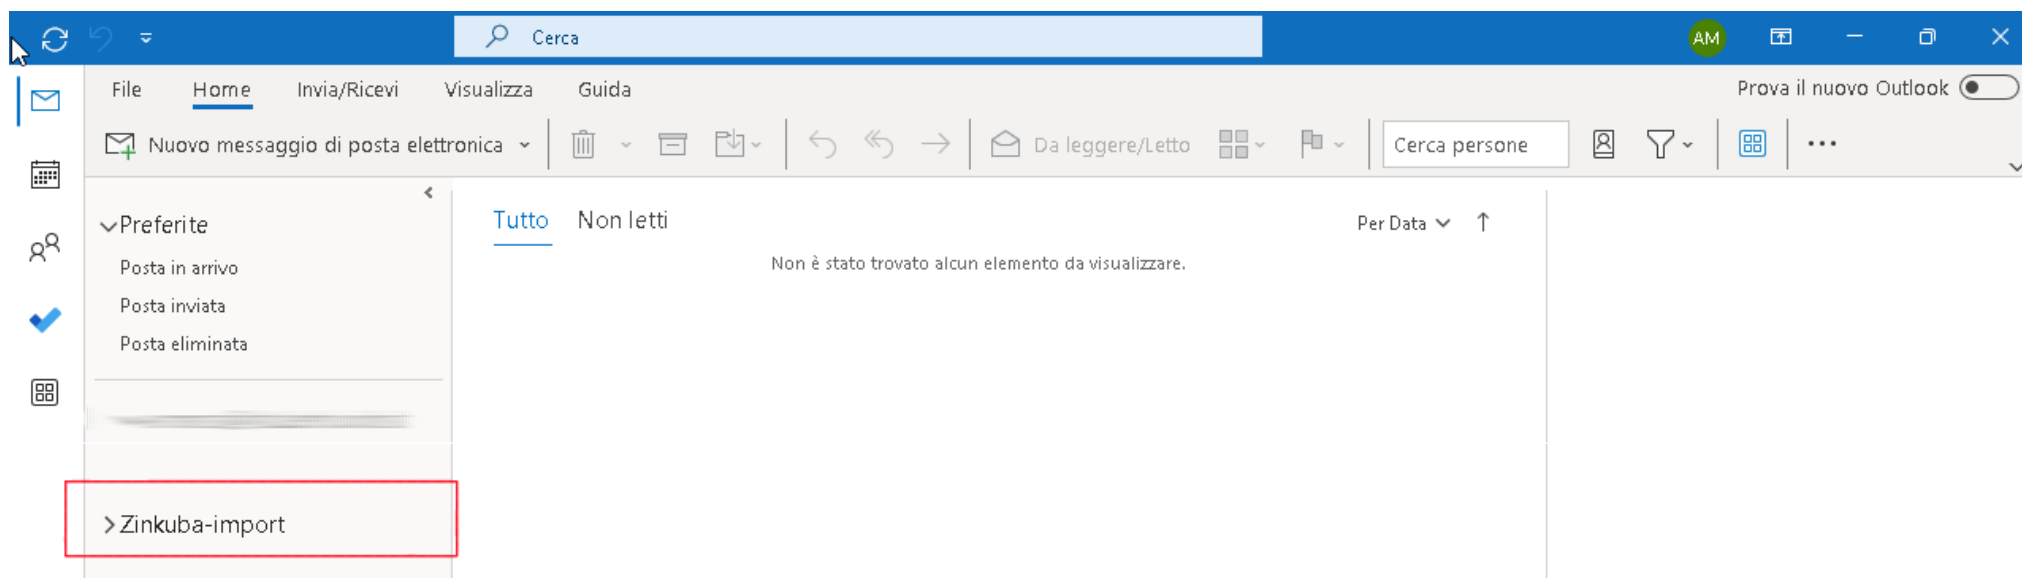 Cerca
AM
File Home Invia/Ricevi Visualizza Guida
Prova il nuovo Outlook
Nuovo messaggio di posta elettronica
Da leggere/Letto
Cerca persone
Preferite
Posta in arrivo
Posta inviata
Posta eliminata
Zinkuba-import
Tutto Non letti
Per Data
Non è stato trovato alcun elemento da visualizzare.